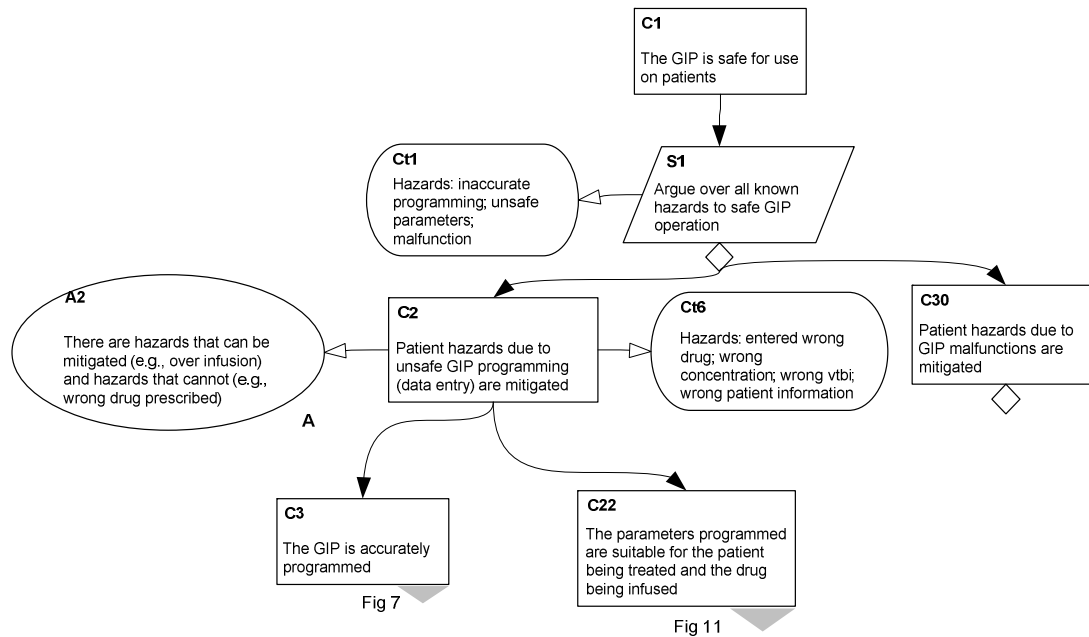 C1
The GIP is safe for use
on patients
Ct1
Hazards: inaccurate
programming; unsafe
parameters;
malfunction
S1
Argue over all known
hazards to safe GIP
operation
A2
There are hazards that can be
mitigated (e.g., over infusion)
and hazards that cannot (e.g.,
wrong drug prescribed)
A
C2
Patient hazards due to
unsafe GIP programming
(data entry) are mitigated
Ct6
Hazards: entered wrong
drug; wrong
concentration; wrong vtbi;
wrong patient information
C30
Patient hazards due to
GIP malfunctions are
mitigated
C3
The GIP is accurately
programmed
Fig 7
C22
The parameters programmed
are suitable for the patient
being treated and the drug
being infused
Fig 11